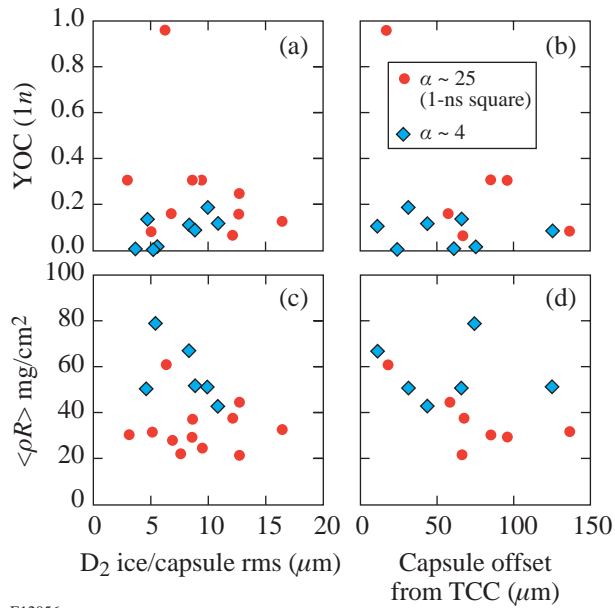 1.0
0.8
0.6
0.4
0.2
0.0
YOC (1n)
(a)
(b)
α ~ 25
(1-ns square)
α ~ 4
100
80
60
40
20
0
<ρR> mg/cm²
(c)
(d)
0 5 10 15 20
0 50 100 150
D₂ ice/capsule rms (μm)
Capsule offset
from TCC (μm)